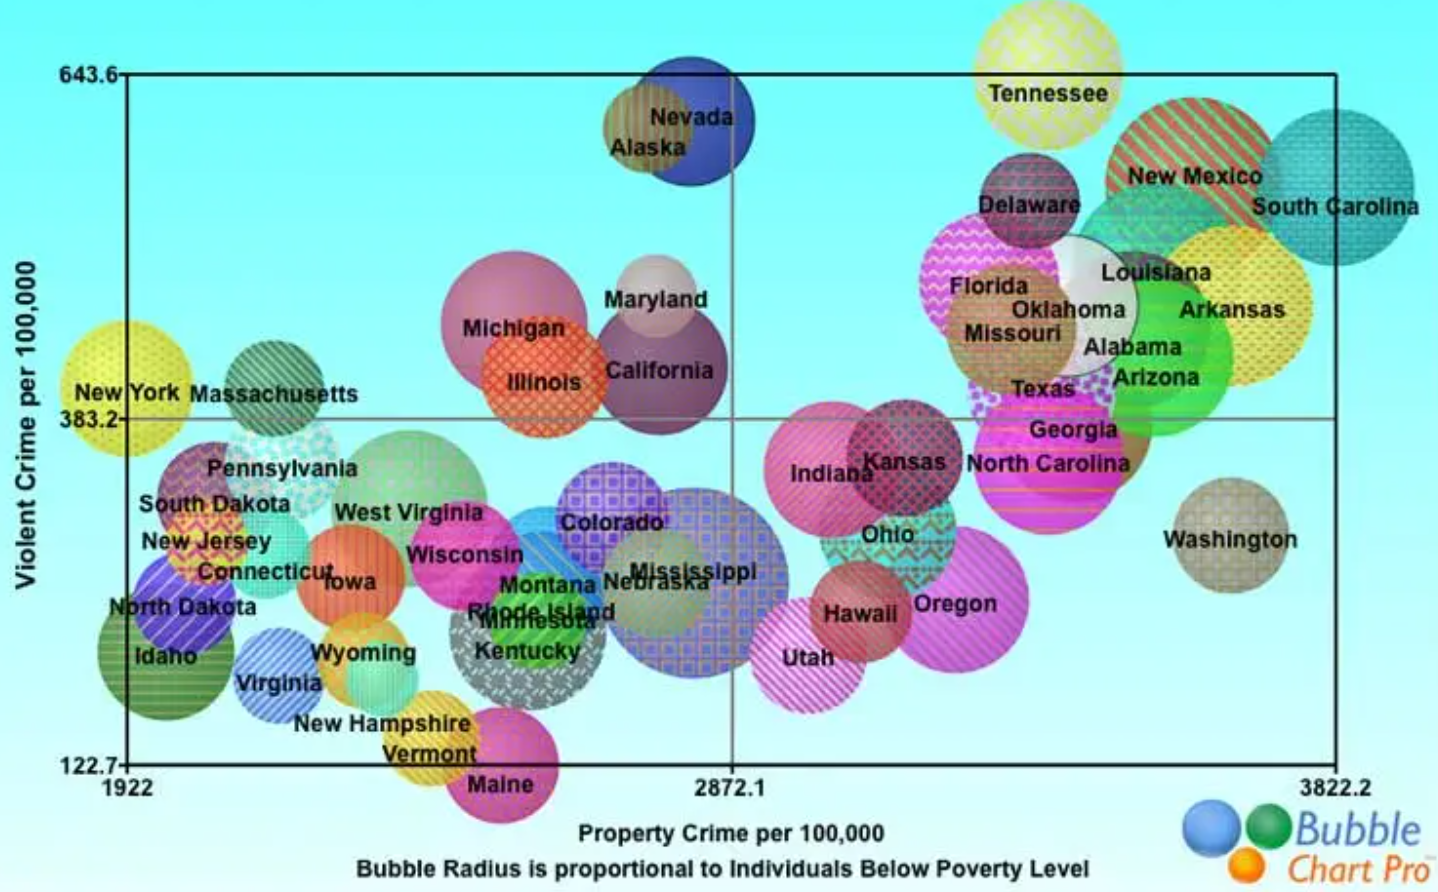 643.6
Tennessee
Nevada
Alaska
New Mexico
Delaware
South Carolina
Louisiana
Florida
Maryland
Oklahoma
Arkansas
Michigan
Missouri
Alabama
California
Arizona
Illinois
Texas
New York
Massachusetts
383.2
Georgia
Indiana
Kansas
North Carolina
Pennsylvania
South Dakota
West Virginia
Colorado
Ohio
Washington
New Jersey
Wisconsin
Connecticut
Iowa
Montana
Nebraska
Mississippi
North Dakota
Rhode Island
Minnesota
Hawaii
Oregon
Idaho
Wyoming
Kentucky
Utah
Virginia
New Hampshire
Vermont
Maine
122.7
1922
2872.1
3822.2
Violent Crime per 100,000
Property Crime per 100,000
Bubble Radius is proportional to Individuals Below Poverty Level
Bubble
Chart Pro